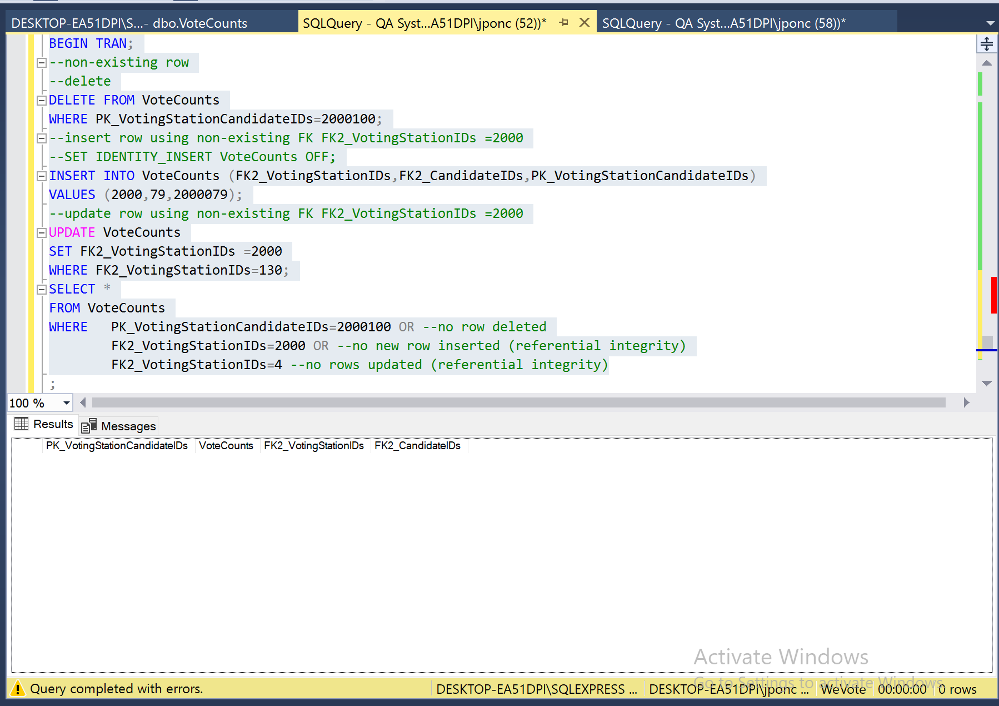 DESKTOP-EA51DPI\S...- dbo.VoteCounts
SQLQuery - QA Syst...A51DPI\jponc (52))*
SQLQuery - QA Syst...A51DPI\jponc (58))*
BEGIN TRAN;
--non-existing row
--delete
DELETE FROM VoteCounts
WHERE PK_VotingStationCandidateIDs=2000100;
--insert row using non-existing FK FK2_VotingStationIDs =2000
--SET IDENTITY_INSERT VoteCounts OFF;
INSERT INTO VoteCounts (FK2_VotingStationIDs,FK2_CandidateIDs,PK_VotingStationCandidateIDs)
VALUES (2000,79,2000079);
--update row using non-existing FK FK2_VotingStationIDs =2000
UPDATE VoteCounts
SET FK2_VotingStationIDs =2000
WHERE FK2_VotingStationIDs=130;
SELECT *
FROM VoteCounts
WHERE   PK_VotingStationCandidateIDs=2000100 OR --no row deleted
        FK2_VotingStationIDs=2000 OR --no new row inserted (referential integrity)
        FK2_VotingStationIDs=4 --no rows updated (referential integrity)
;
100 %
Results Messages
PK_VotingStationCandidateIDs VoteCounts FK2_VotingStationIDs FK2_CandidateIDs
Activate Windows
Go to Settings to activate Windows.
Query completed with errors. DESKTOP-EA51DPI\SQLEXPRESS ... DESKTOP-EA51DPI\jponc ... WeVote 00:00:00 0 rows